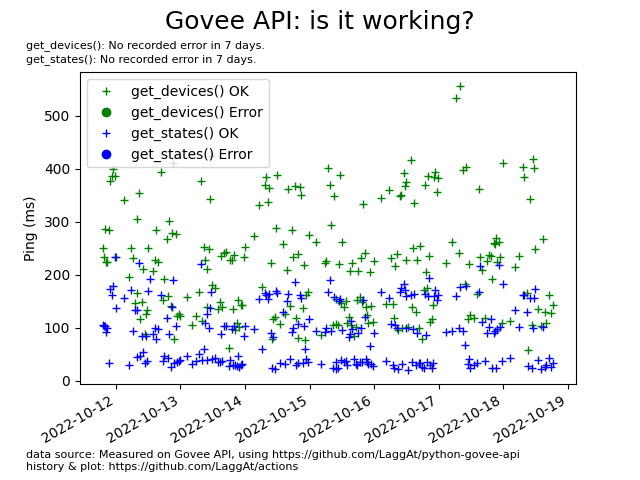 Govee API: is it working?
get_devices(): No recorded error in 7 days.
get_states(): No recorded error in 7 days.
get_devices() OK
get_devices() Error
get_states() OK
get_states() Error
Ping (ms)
500
400
300
200
100
0
2022-10-12
2022-10-13
2022-10-14
2022-10-15
2022-10-16
2022-10-17
2022-10-18
2022-10-19
data source: Measured on Govee API, using https://github.com/LaggAt/python-govee-api
history & plot: https://github.com/LaggAt/actions